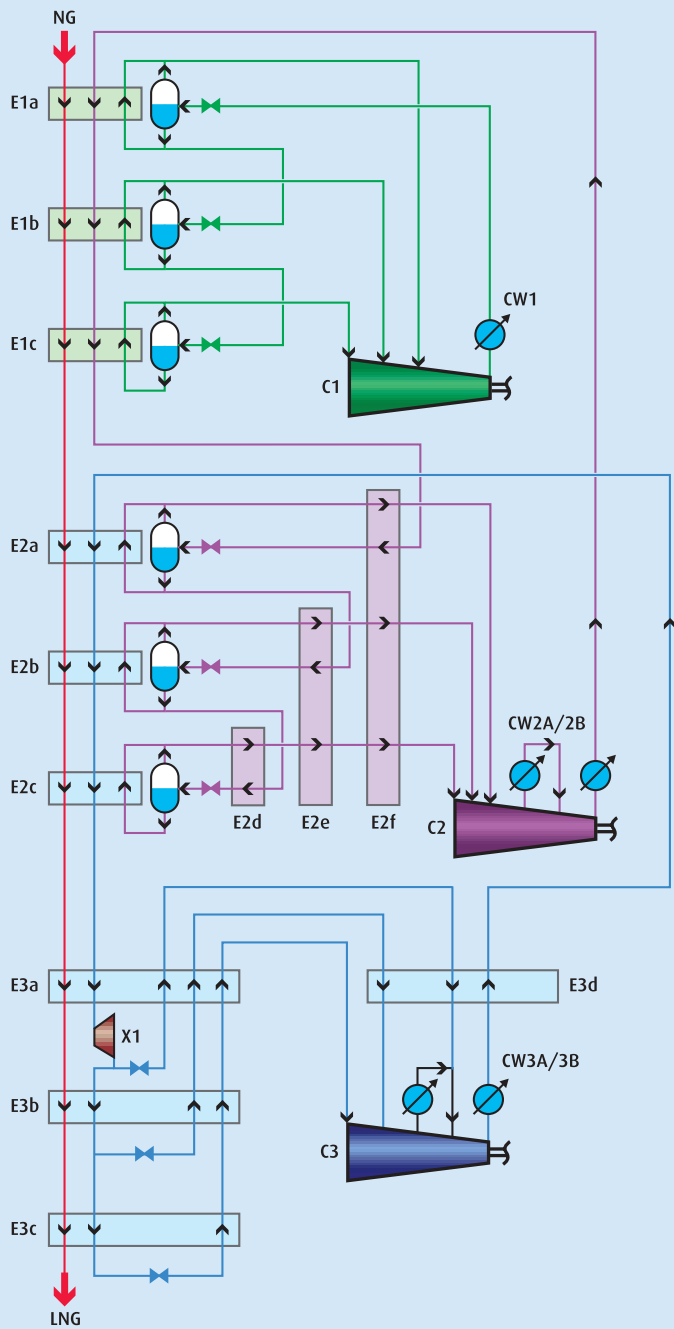 NG
E1a
E1b
E1c
CW1
C1
E2a
E2b
E2c
CW2A/2B
E2d
E2e
E2f
C2
E3a
E3d
X1
E3b
CW3A/3B
C3
E3c
LNG